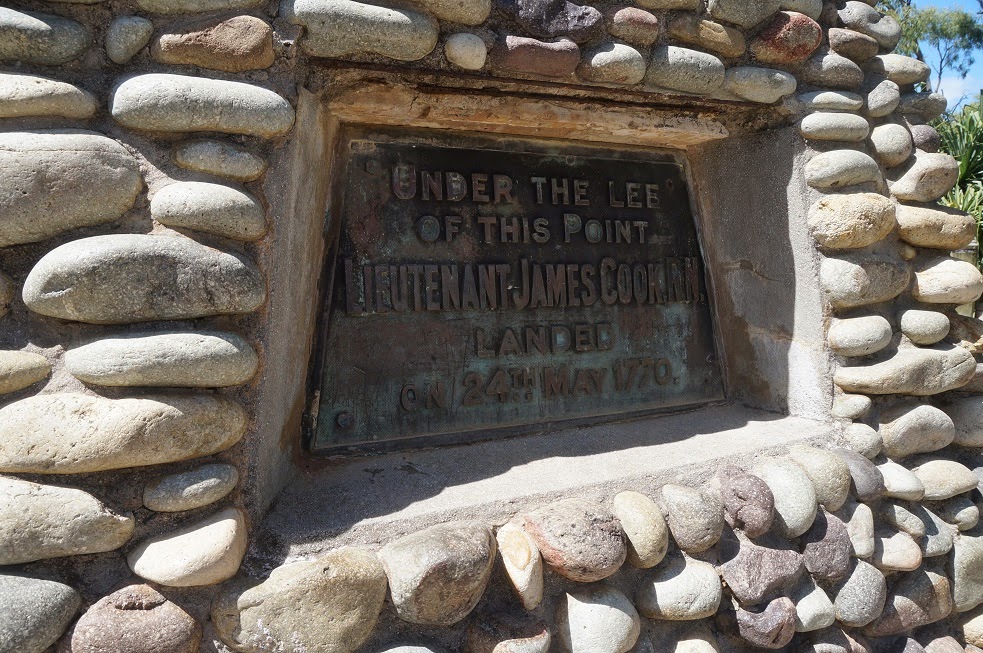 UNDER THE LEE
OF THIS POINT
LIEUTENANT JAMES COOK.R.N.
LANDED
ON 24TH MAY 1770.